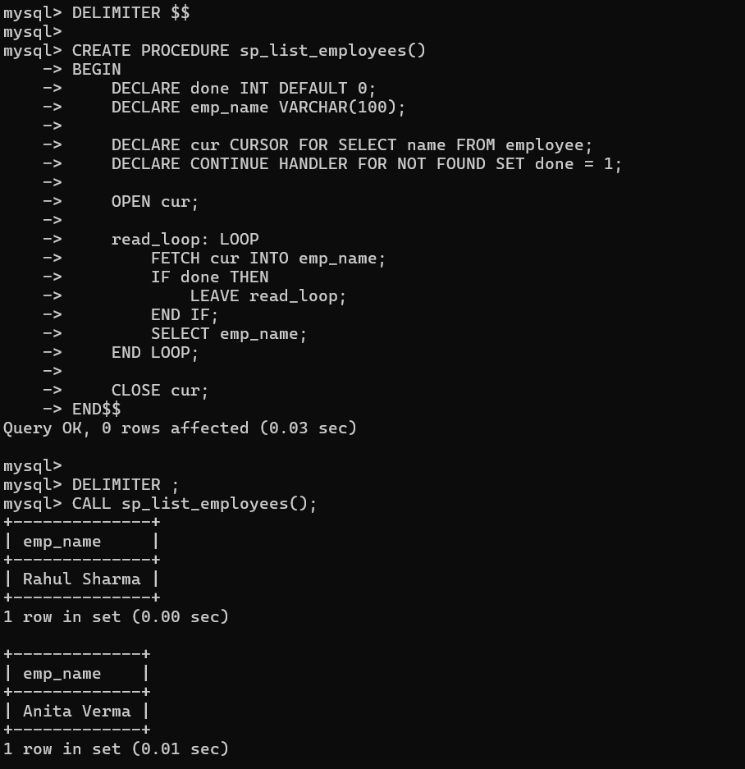 mysql> DELIMITER $$
mysql>
mysql> CREATE PROCEDURE sp_list_employees()
    -> BEGIN
    ->     DECLARE done INT DEFAULT 0;
    ->     DECLARE emp_name VARCHAR(100);
    ->
    ->     DECLARE cur CURSOR FOR SELECT name FROM employee;
    ->     DECLARE CONTINUE HANDLER FOR NOT FOUND SET done = 1;
    ->
    ->     OPEN cur;
    ->
    ->     read_loop: LOOP
    ->         FETCH cur INTO emp_name;
    ->         IF done THEN
    ->             LEAVE read_loop;
    ->         END IF;
    ->         SELECT emp_name;
    ->     END LOOP;
    ->
    ->     CLOSE cur;
    -> END$$
Query OK, 0 rows affected (0.03 sec)

mysql>
mysql> DELIMITER ;
mysql> CALL sp_list_employees();
+--------------+
| emp_name     |
+--------------+
| Rahul Sharma |
+--------------+
1 row in set (0.00 sec)

+-------------+
| emp_name    |
+-------------+
| Anita Verma |
+-------------+
1 row in set (0.01 sec)